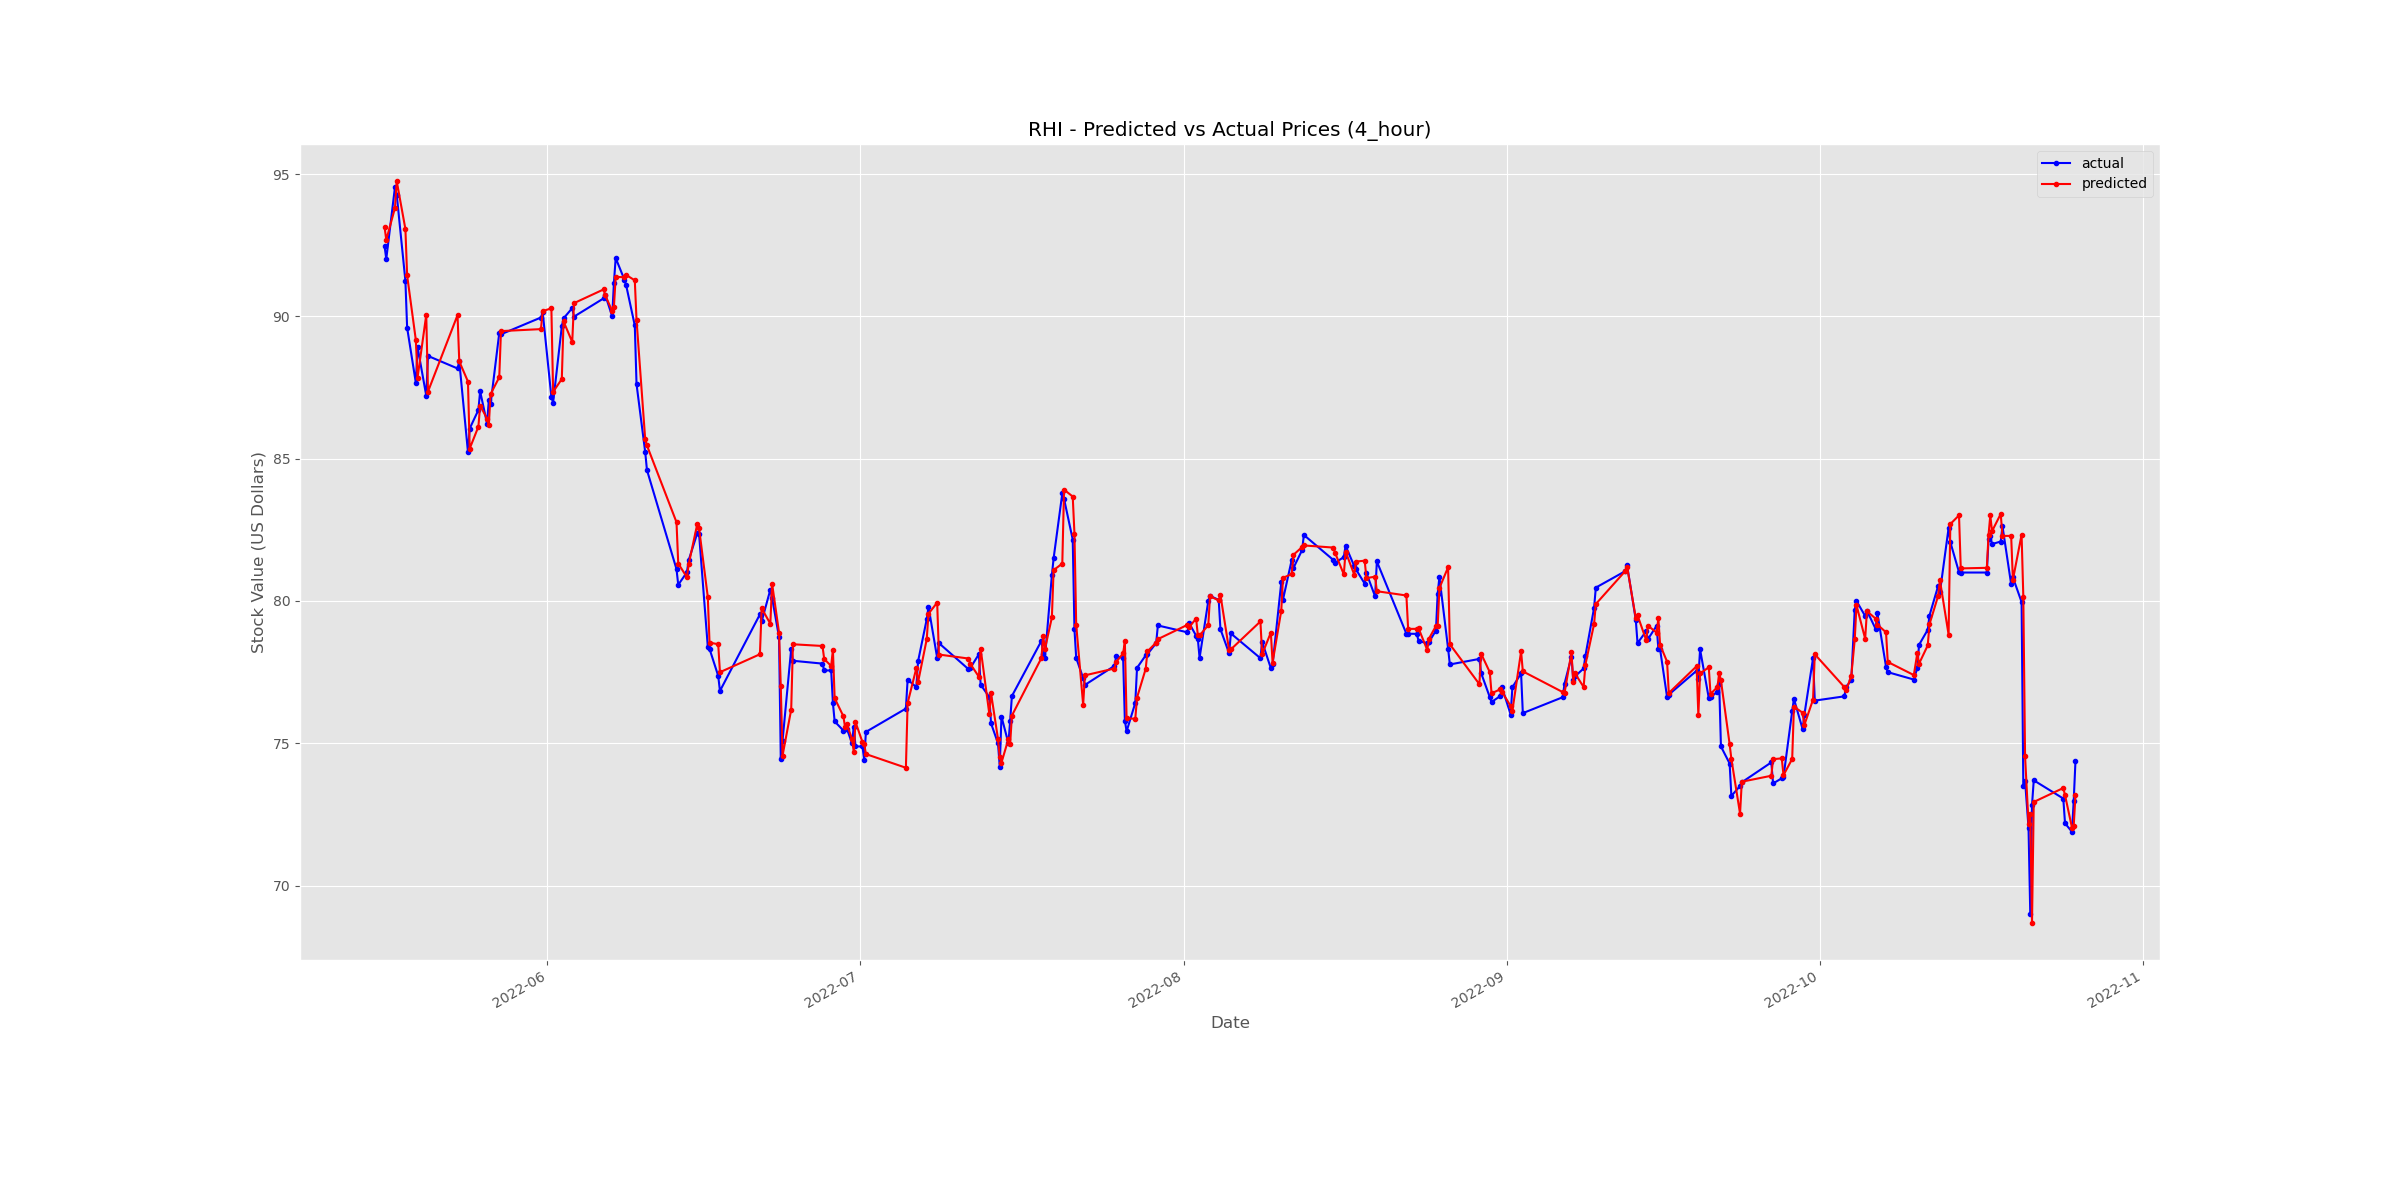 RHI - Predicted vs Actual Prices (4_hour)
actual
predicted
95
90
85
80
75
70
Stock Value (US Dollars)
2022-06
2022-07
2022-08
2022-09
2022-10
2022-11
Date